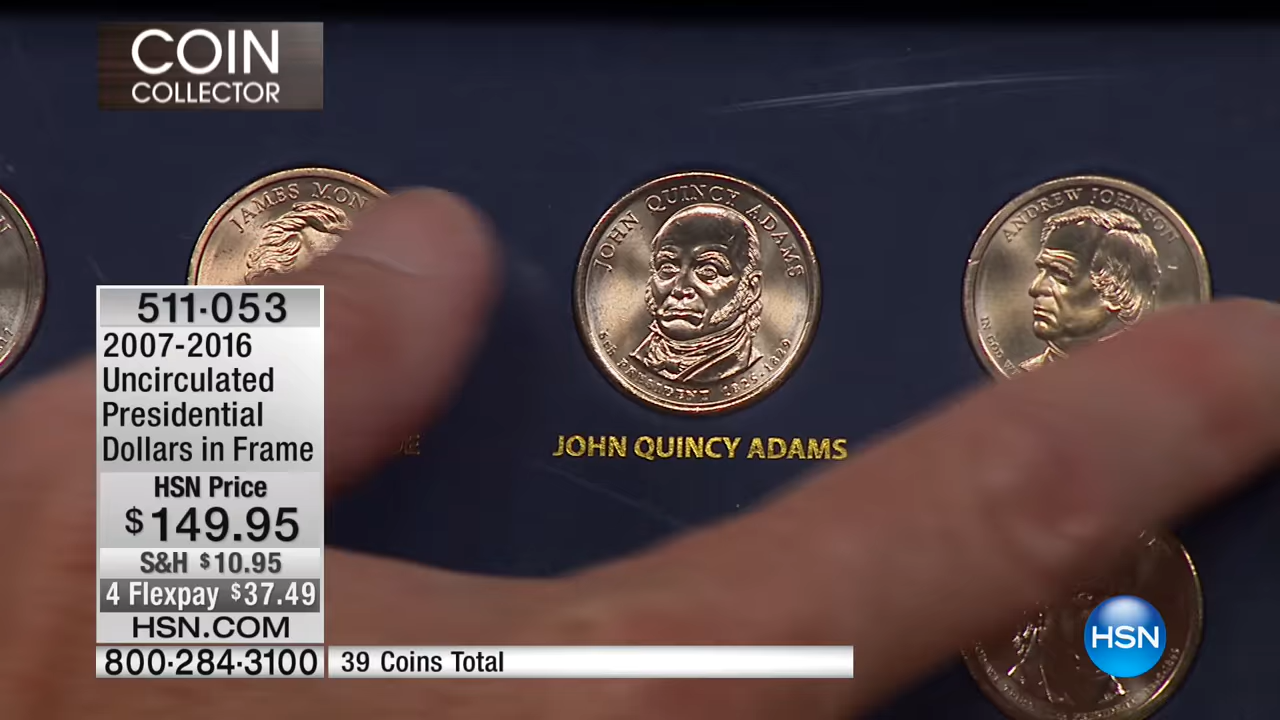 COIN
COLLECTOR
JAMES MON
JOHN QUINCY ADAMS
6th PRESIDENT 1825-1829
ANDREW JOHNSON
IN GOD W
JOHN QUINCY ADAMS
511·053
2007-2016
Uncirculated
Presidential
Dollars in Frame
HSN Price
$149.95
S&H $10.95
4 Flexpay $37.49
HSN.COM
800·284·3100
39 Coins Total
HSN